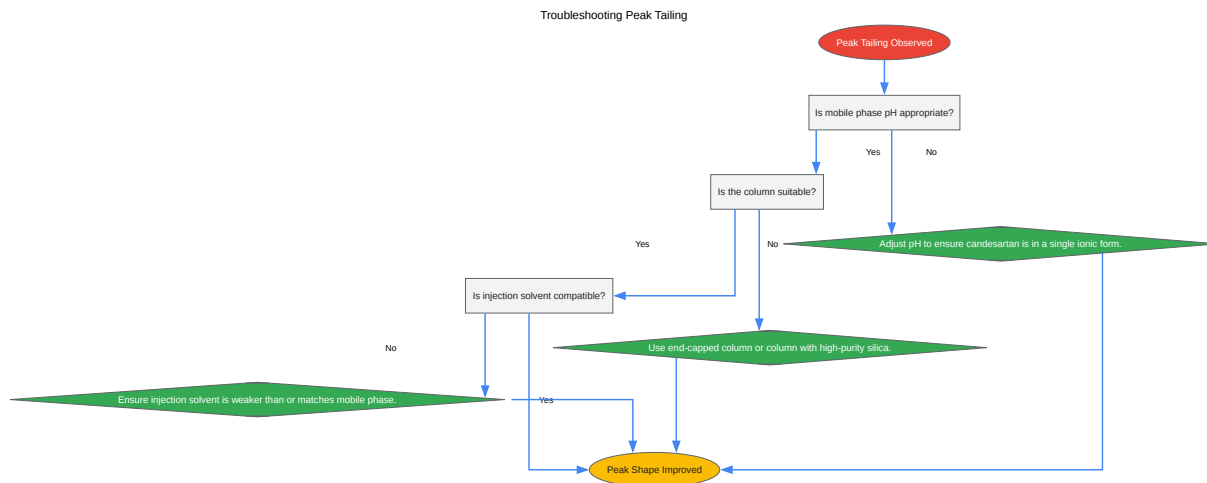 Troubleshooting Peak Tailing
Peak Tailing Observed
Is mobile phase pH appropriate?
Yes
No
Is the column suitable?
Yes
No
Adjust pH to ensure candesartan is in a single ionic form.
Is injection solvent compatible?
No
Use end-capped column or column with high-purity silica.
Ensure injection solvent is weaker than or matches mobile phase.
Yes
Peak Shape Improved